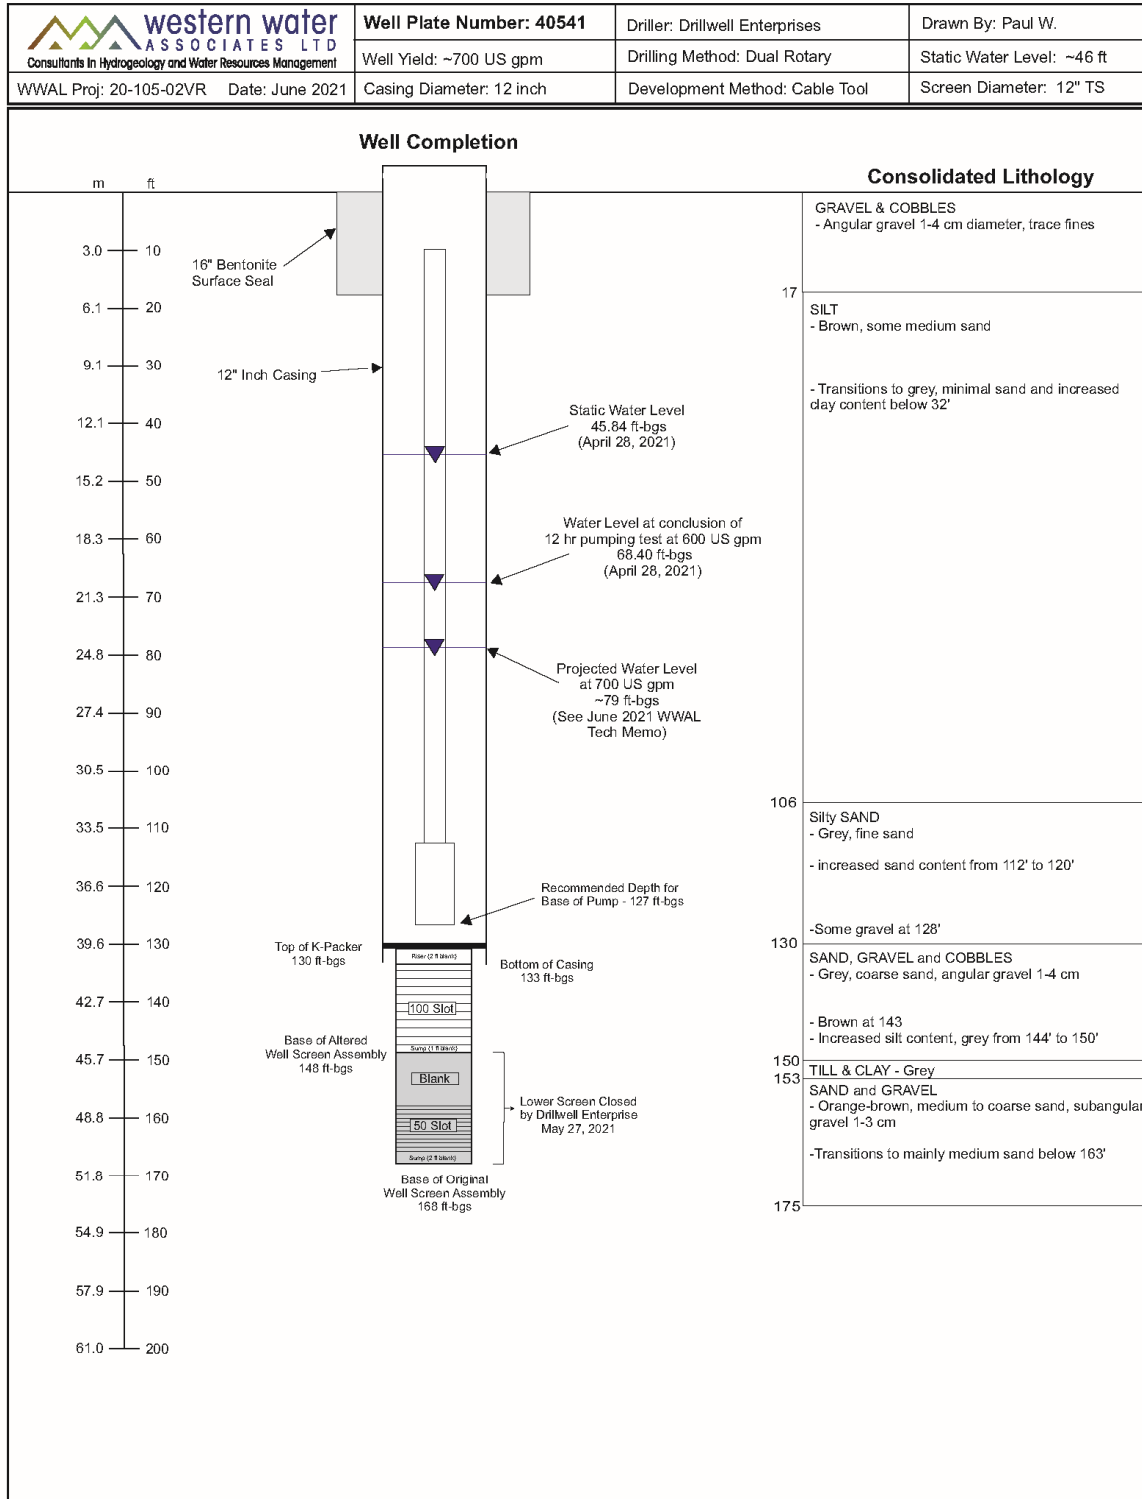 western water
ASSOCIATES LTD
Consultants in Hydrogeology and Water Resources Management
WWAL Proj: 20-105-02VR Date: June 2021
Well Plate Number: 40541
Well Yield: ~700 US gpm
Casing Diameter: 12 inch
Driller: Drillwell Enterprises
Drilling Method: Dual Rotary
Development Method: Cable Tool
Drawn By: Paul W.
Static Water Level: ~46 ft
Screen Diameter: 12" TS
Well Completion
Consolidated Lithology
m ft
3.0 10
6.1 20
9.1 30
12.1 40
15.2 50
18.3 60
21.3 70
24.8 80
27.4 90
30.5 100
33.5 110
36.6 120
39.6 130
42.7 140
45.7 150
48.8 160
51.8 170
54.9 180
57.9 190
61.0 200
16" Bentonite
Surface Seal
12" Inch Casing
Static Water Level
45.84 ft-bgs
(April 28, 2021)
Water Level at conclusion of
12 hr pumping test at 600 US gpm
68.40 ft-bgs
(April 28, 2021)
Projected Water Level
at 700 US gpm
~79 ft-bgs
(See June 2021 WWAL
Tech Memo)
Recommended Depth for
Base of Pump - 127 ft-bgs
Top of K-Packer
130 ft-bgs
Riser (2 ft blank)
Bottom of Casing
133 ft-bgs
100 Slot
Base of Altered
Well Screen Assembly
148 ft-bgs
Sump (1 ft blank)
Blank
50 Slot
Lower Screen Closed
by Drillwell Enterprise
May 27, 2021
Sump (2 ft blank)
Base of Original
Well Screen Assembly
168 ft-bgs
GRAVEL & COBBLES
- Angular gravel 1-4 cm diameter, trace fines
17
SILT
- Brown, some medium sand
- Transitions to grey, minimal sand and increased
clay content below 32'
106
Silty SAND
- Grey, fine sand
- increased sand content from 112' to 120'
-Some gravel at 128'
130
SAND, GRAVEL and COBBLES
- Grey, coarse sand, angular gravel 1-4 cm
- Brown at 143
- Increased silt content, grey from 144' to 150'
150
TILL & CLAY - Grey
153
SAND and GRAVEL
- Orange-brown, medium to coarse sand, subangular
gravel 1-3 cm
-Transitions to mainly medium sand below 163'
175